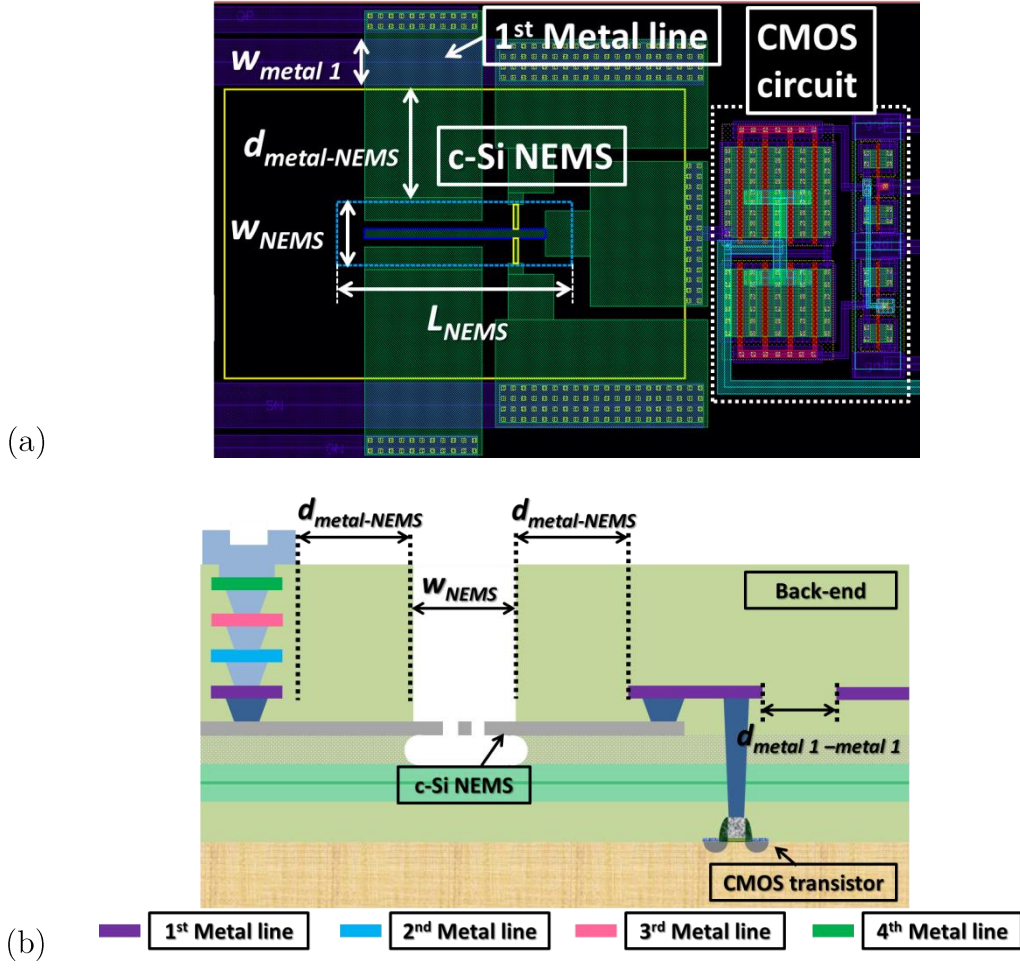 1st Metal line
CMOS
circuit
wmetal 1
dmetal-NEMS
c-Si NEMS
wNEMS
LNEMS
(a)
dmetal-NEMS
dmetal-NEMS
wNEMS
Back-end
dmetal 1 –metal 1
c-Si NEMS
CMOS transistor
(b)
1st Metal line
2nd Metal line
3rd Metal line
4th Metal line